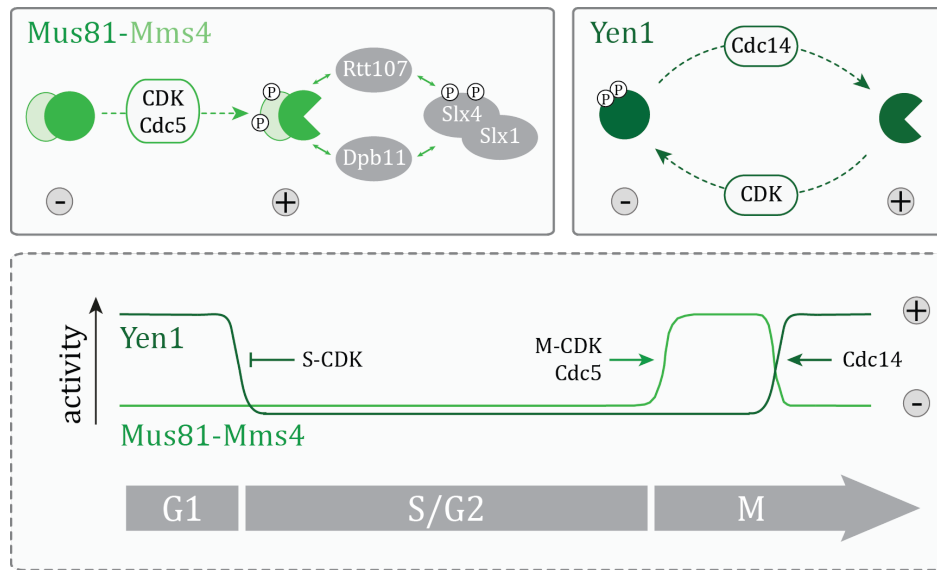 Mus81-Mms4
CDK
Cdc5
P
P
Rtt107
Dpb11
P P
Slx4
Slx1
-
+
Yen1
Cdc14
P P
CDK
-
+
activity
Yen1
S-CDK
M-CDK
Cdc5
Cdc14
+
-
Mus81-Mms4
G1
S/G2
M